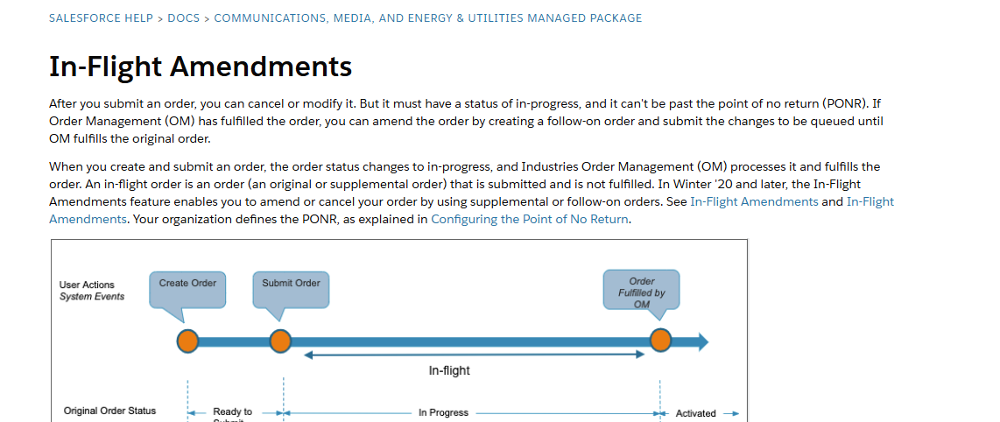 SALESFORCE HELP > DOCS > COMMUNICATIONS, MEDIA, AND ENERGY & UTILITIES MANAGED PACKAGE
In-Flight Amendments
After you submit an order, you can cancel or modify it. But it must have a status of in-progress, and it can't be past the point of no return (PONR). If
Order Management (OM) has fulfilled the order, you can amend the order by creating a follow-on order and submit the changes to be queued until
OM fulfills the original order.
When you create and submit an order, the order status changes to in-progress, and Industries Order Management (OM) processes it and fulfills the
order. An in-flight order is an order (an original or supplemental order) that is submitted and is not fulfilled. In Winter '20 and later, the In-Flight
Amendments feature enables you to amend or cancel your order by using supplemental or follow-on orders. See In-Flight Amendments and In-Flight
Amendments. Your organization defines the PONR, as explained in Configuring the Point of No Return.
User Actions
System Events
Create Order
Submit Order
Order
Fulfilled by
OM
In-flight
Original Order Status
Ready to
In Progress
Activated